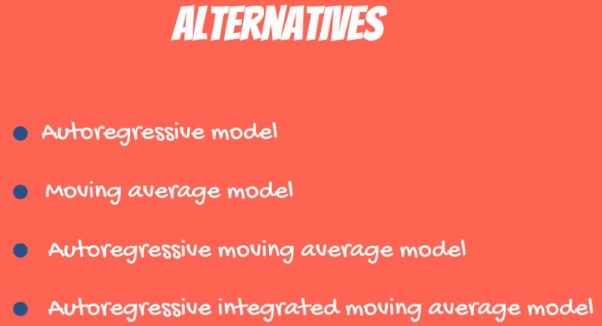 ALTERNATIVES
Autoregressive model
Moving average model
Autoregressive moving average model
Autoregressive integrated moving average model